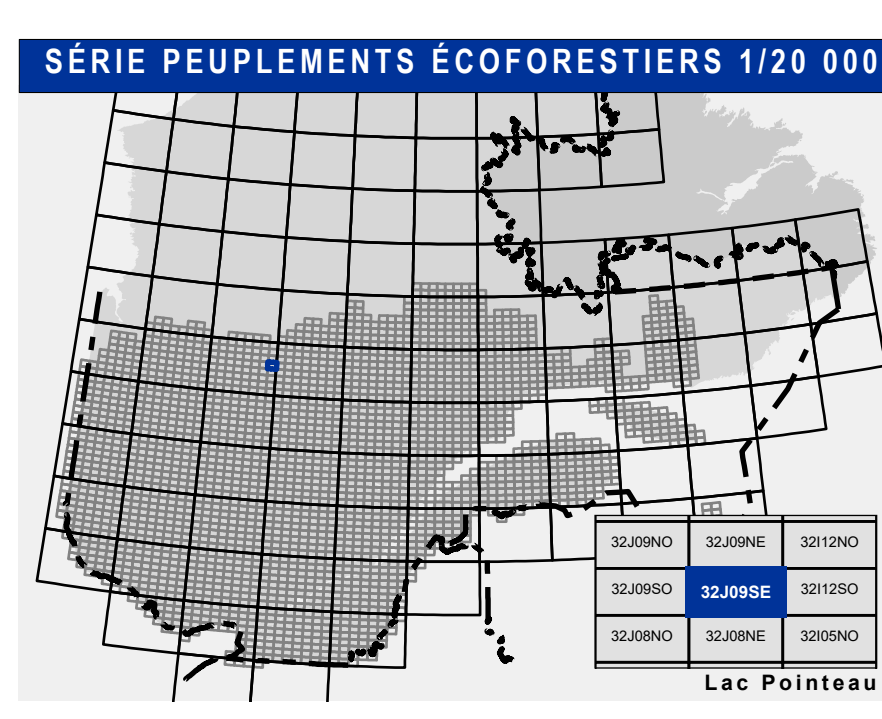 SÉRIE PEUPLEMENTS ÉCOFORESTIERS 1/20 000
32J09NO 32J09NE 32I12NO
32J09SO 32J09SE 32I12SO
32J08NO 32J08NE 32I05NO
Lac Pointeau